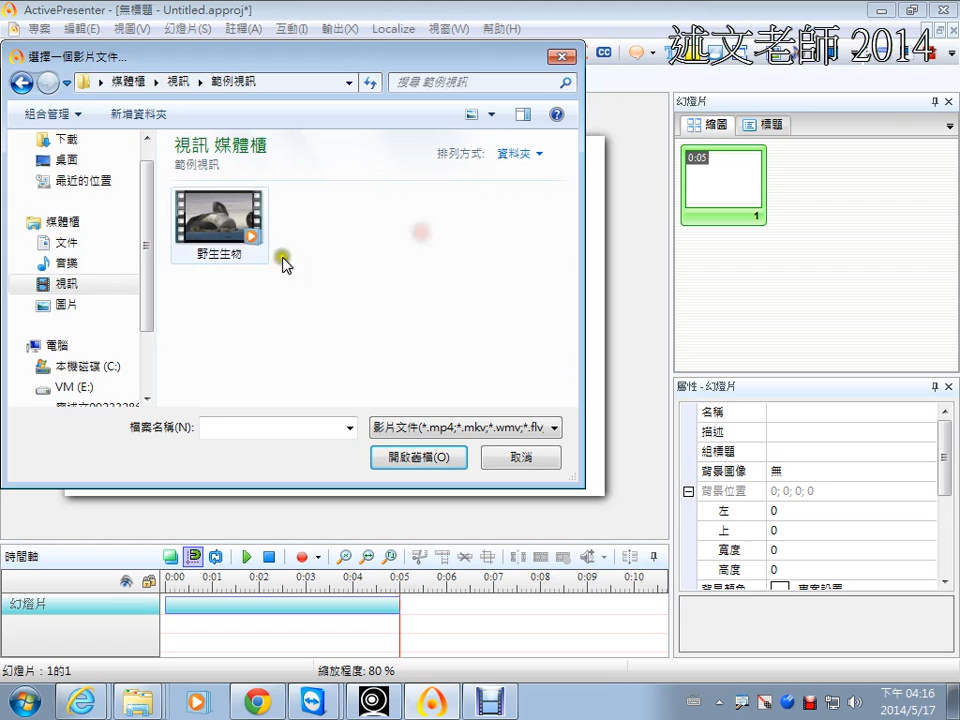 ActivePresenter - [無標題 - Untitled.approj*]
專案 編輯(E) 視圖(V) 幻燈片(S) 註釋(A) 互動(I) 輸出(X) Localize 視窗(W) 幫助(H)
述文老師 2014
選擇一個影片文件...
媒體櫃 視訊 範例視訊
搜尋 範例視訊
組合管理 新增資料夾
CC
下載
桌面
最近的位置
媒體櫃
文件
音樂
視訊
圖片
電腦
本機磁碟 (C:)
VM (E:)
視訊 媒體櫃
範例視訊
排列方式: 資料夾
野生生物
檔案名稱(N):
影片文件(*.mp4;*.mkv;*.wmv;*.flv
開啟舊檔(O) 取消
幻燈片
縮圖 標題
0:05
1
屬性 - 幻燈片
名稱
描述
組標題
背景圖像 無
背景位置 0; 0; 0; 0
左 0
上 0
寬度 0
高度 0
背景顏色 專案設置
時間軸
0:00 0:01 0:02 0:03 0:04 0:05 0:06 0:07 0:08 0:09 0:10
幻燈片
幻燈片：1的1
縮放程度: 80 %
下午 04:16
2014/5/17